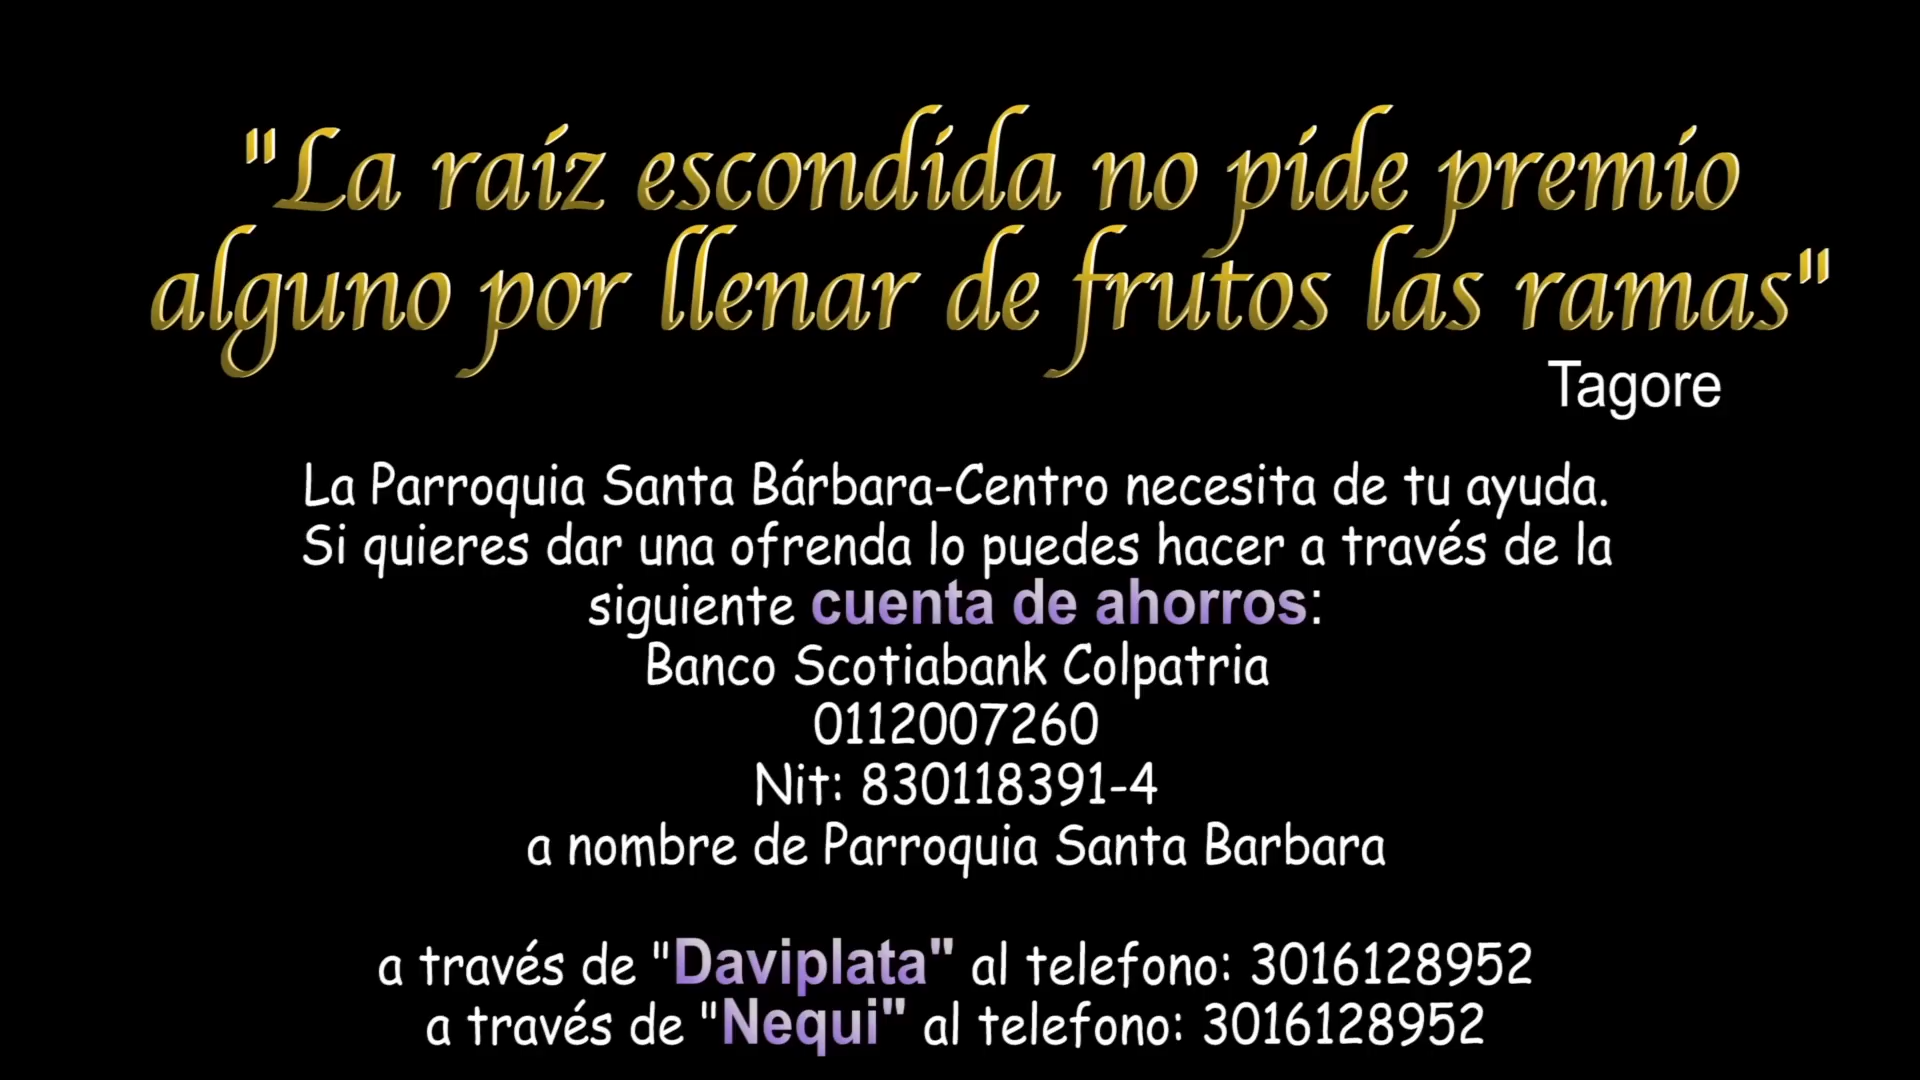 "La raíz escondida no pide premio
alguno por llenar de frutos las ramas"
Tagore
La Parroquia Santa Bárbara-Centro necesita de tu ayuda.
Si quieres dar una ofrenda lo puedes hacer a través de la
siguiente cuenta de ahorros:
Banco Scotiabank Colpatria
0112007260
Nit: 830118391-4
a nombre de Parroquia Santa Barbara
a través de "Daviplata" al telefono: 3016128952
a través de "Nequi" al telefono: 3016128952